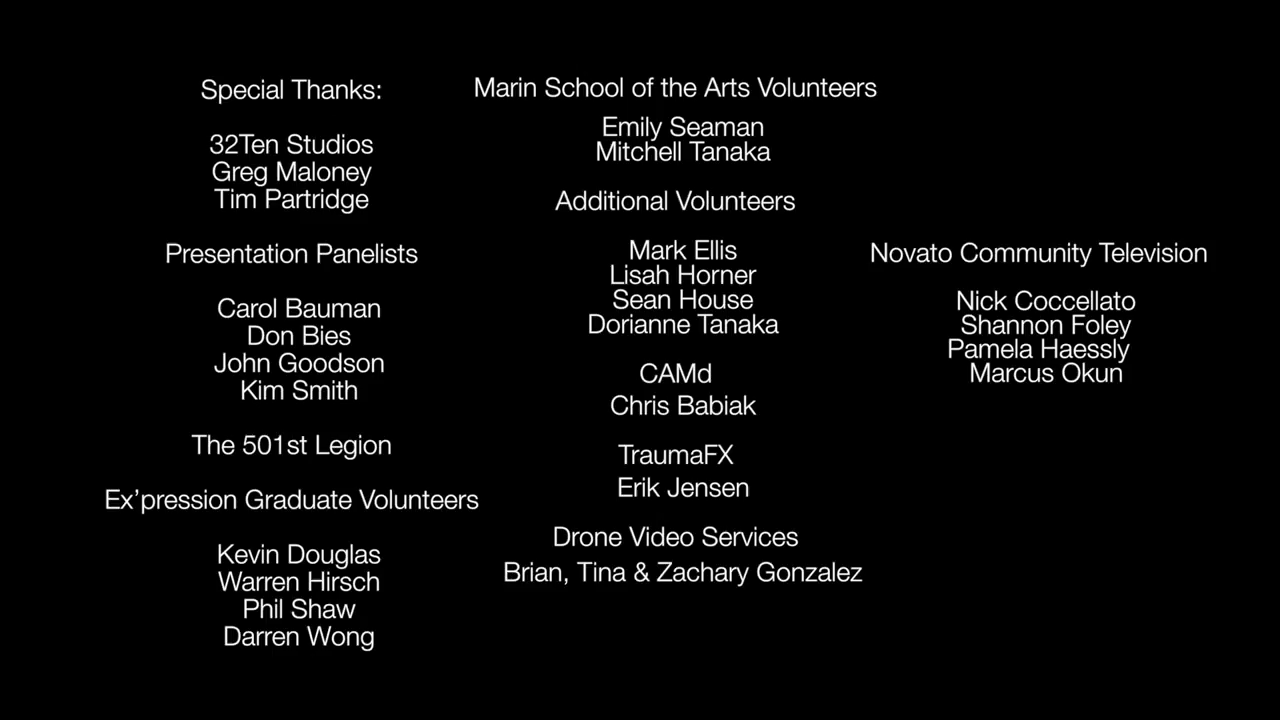 Special Thanks:
32Ten Studios
Greg Maloney
Tim Partridge
Presentation Panelists
Carol Bauman
Don Bies
John Goodson
Kim Smith
The 501st Legion
Ex'pression Graduate Volunteers
Kevin Douglas
Warren Hirsch
Phil Shaw
Darren Wong
Marin School of the Arts Volunteers
Emily Seaman
Mitchell Tanaka
Additional Volunteers
Mark Ellis
Lisah Horner
Sean House
Dorianne Tanaka
CAMd
Chris Babiak
TraumaFX
Erik Jensen
Drone Video Services
Brian, Tina & Zachary Gonzalez
Novato Community Television
Nick Coccellato
Shannon Foley
Pamela Haessly
Marcus Okun